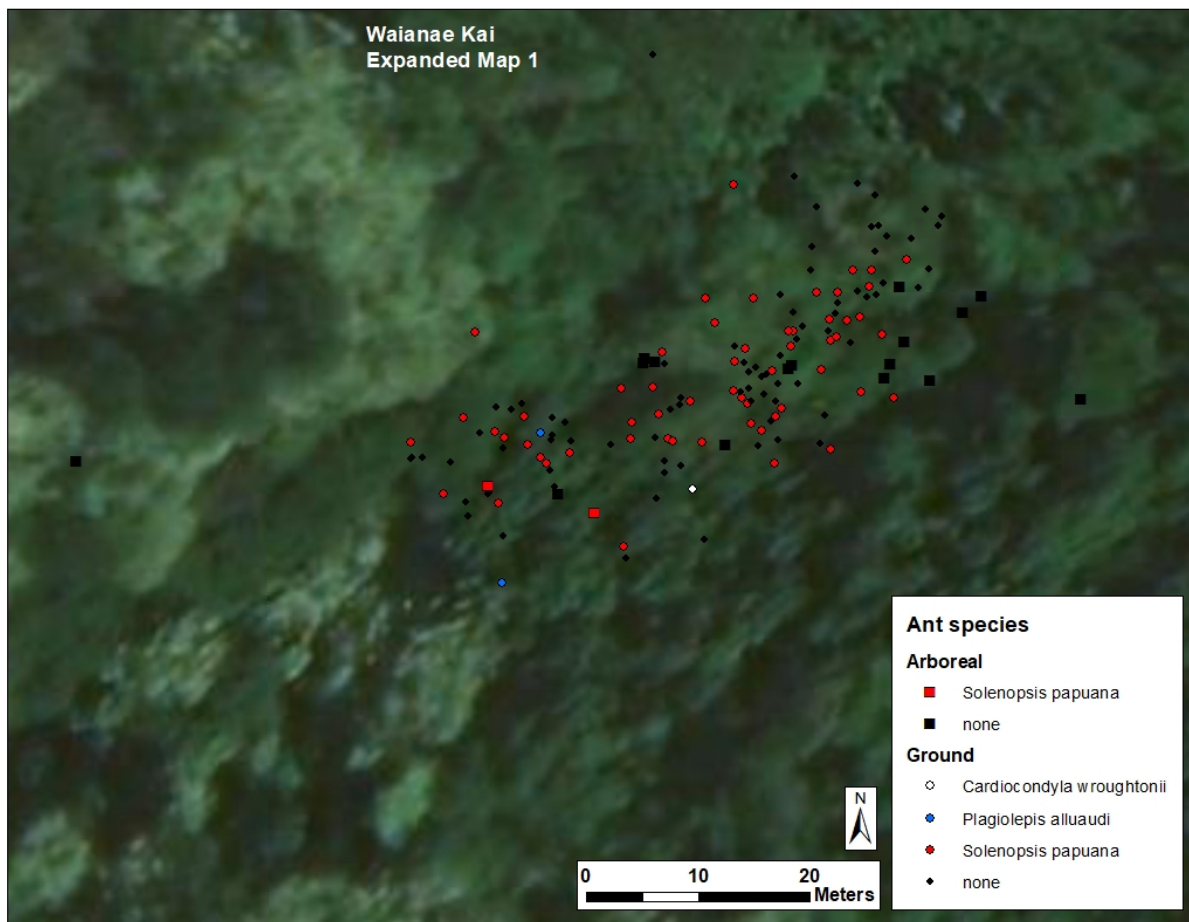 Waianae Kai
Expanded Map 1
Ant species
Arboreal
Solenopsis papuana
none
Ground
Cardiocondyla wroughtonii
Plagiolepis alluaudi
Solenopsis papuana
none
N
0 10 20
Meters